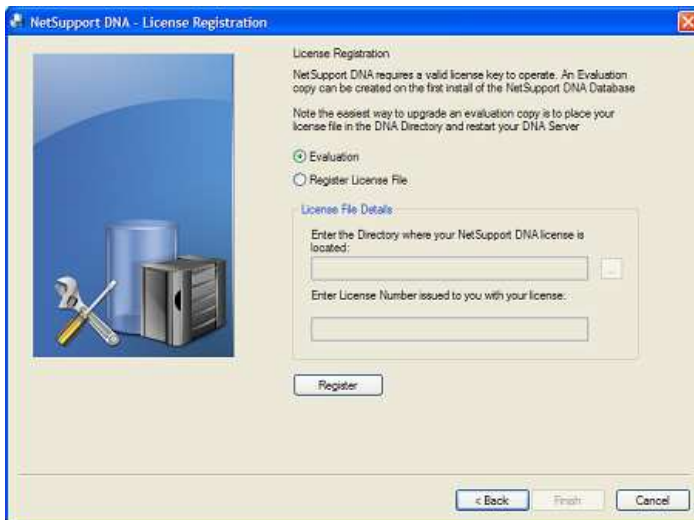 NetSupport DNA - License Registration
License Registration
NetSupport DNA requires a valid license key to operate. An Evaluation
copy can be created on the first install of the NetSupport DNA Database
Note the easiest way to upgrade an evaluation copy is to place your
license file in the DNA Directory and restart your DNA Server
Evaluation
Register License File
License File Details
Enter the Directory where your NetSupport DNA license is
located:
...
Enter License Number issued to you with your license:
Register
< Back
Finish
Cancel